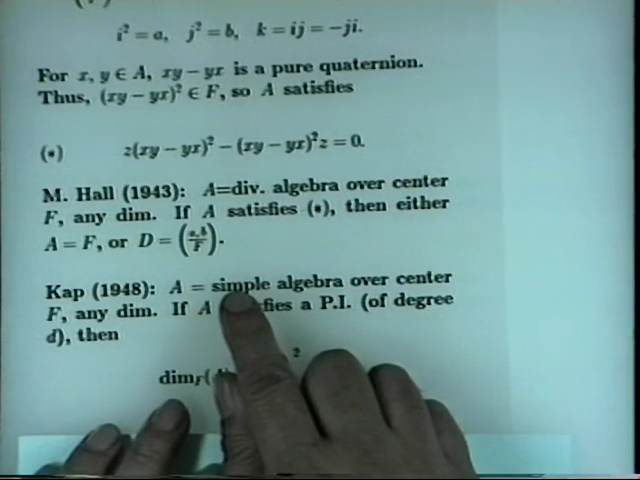 i² = a, j² = b, k = ij = −ji.
For x, y ∈ A, xy − yx is a pure quaternion.
Thus, (xy − yx)² ∈ F, so A satisfies
(*) z(xy − yx)² − (xy − yx)²z = 0.
M. Hall (1943): A=div. algebra over center
F, any dim. If A satisfies (*), then either
A = F, or D = (a,b/F).
Kap (1948): A = simple algebra over center
F, any dim. If A fies a P.I. (of degree
d), then
dim_F( 2